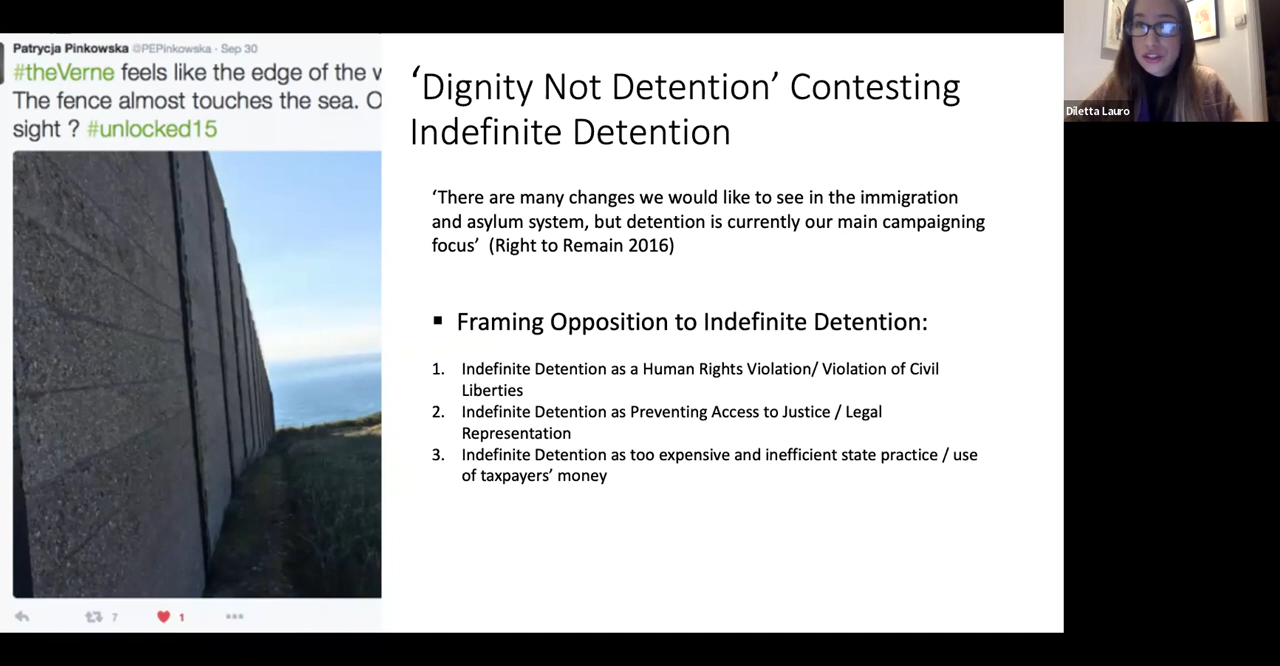 Patrycja Pinkowska @PEPinkowska · Sep 30
#theVerne feels like the edge of the
The fence almost touches the sea.
sight ? #unlocked15
7
1
‘Dignity Not Detention’ Contesting
Indefinite Detention
‘There are many changes we would like to see in the immigration
and asylum system, but detention is currently our main campaigning
focus’ (Right to Remain 2016)
▪ Framing Opposition to Indefinite Detention:
1. Indefinite Detention as a Human Rights Violation/ Violation of Civil
Liberties
2. Indefinite Detention as Preventing Access to Justice / Legal
Representation
3. Indefinite Detention as too expensive and inefficient state practice / use
of taxpayers’ money
Diletta Lauro